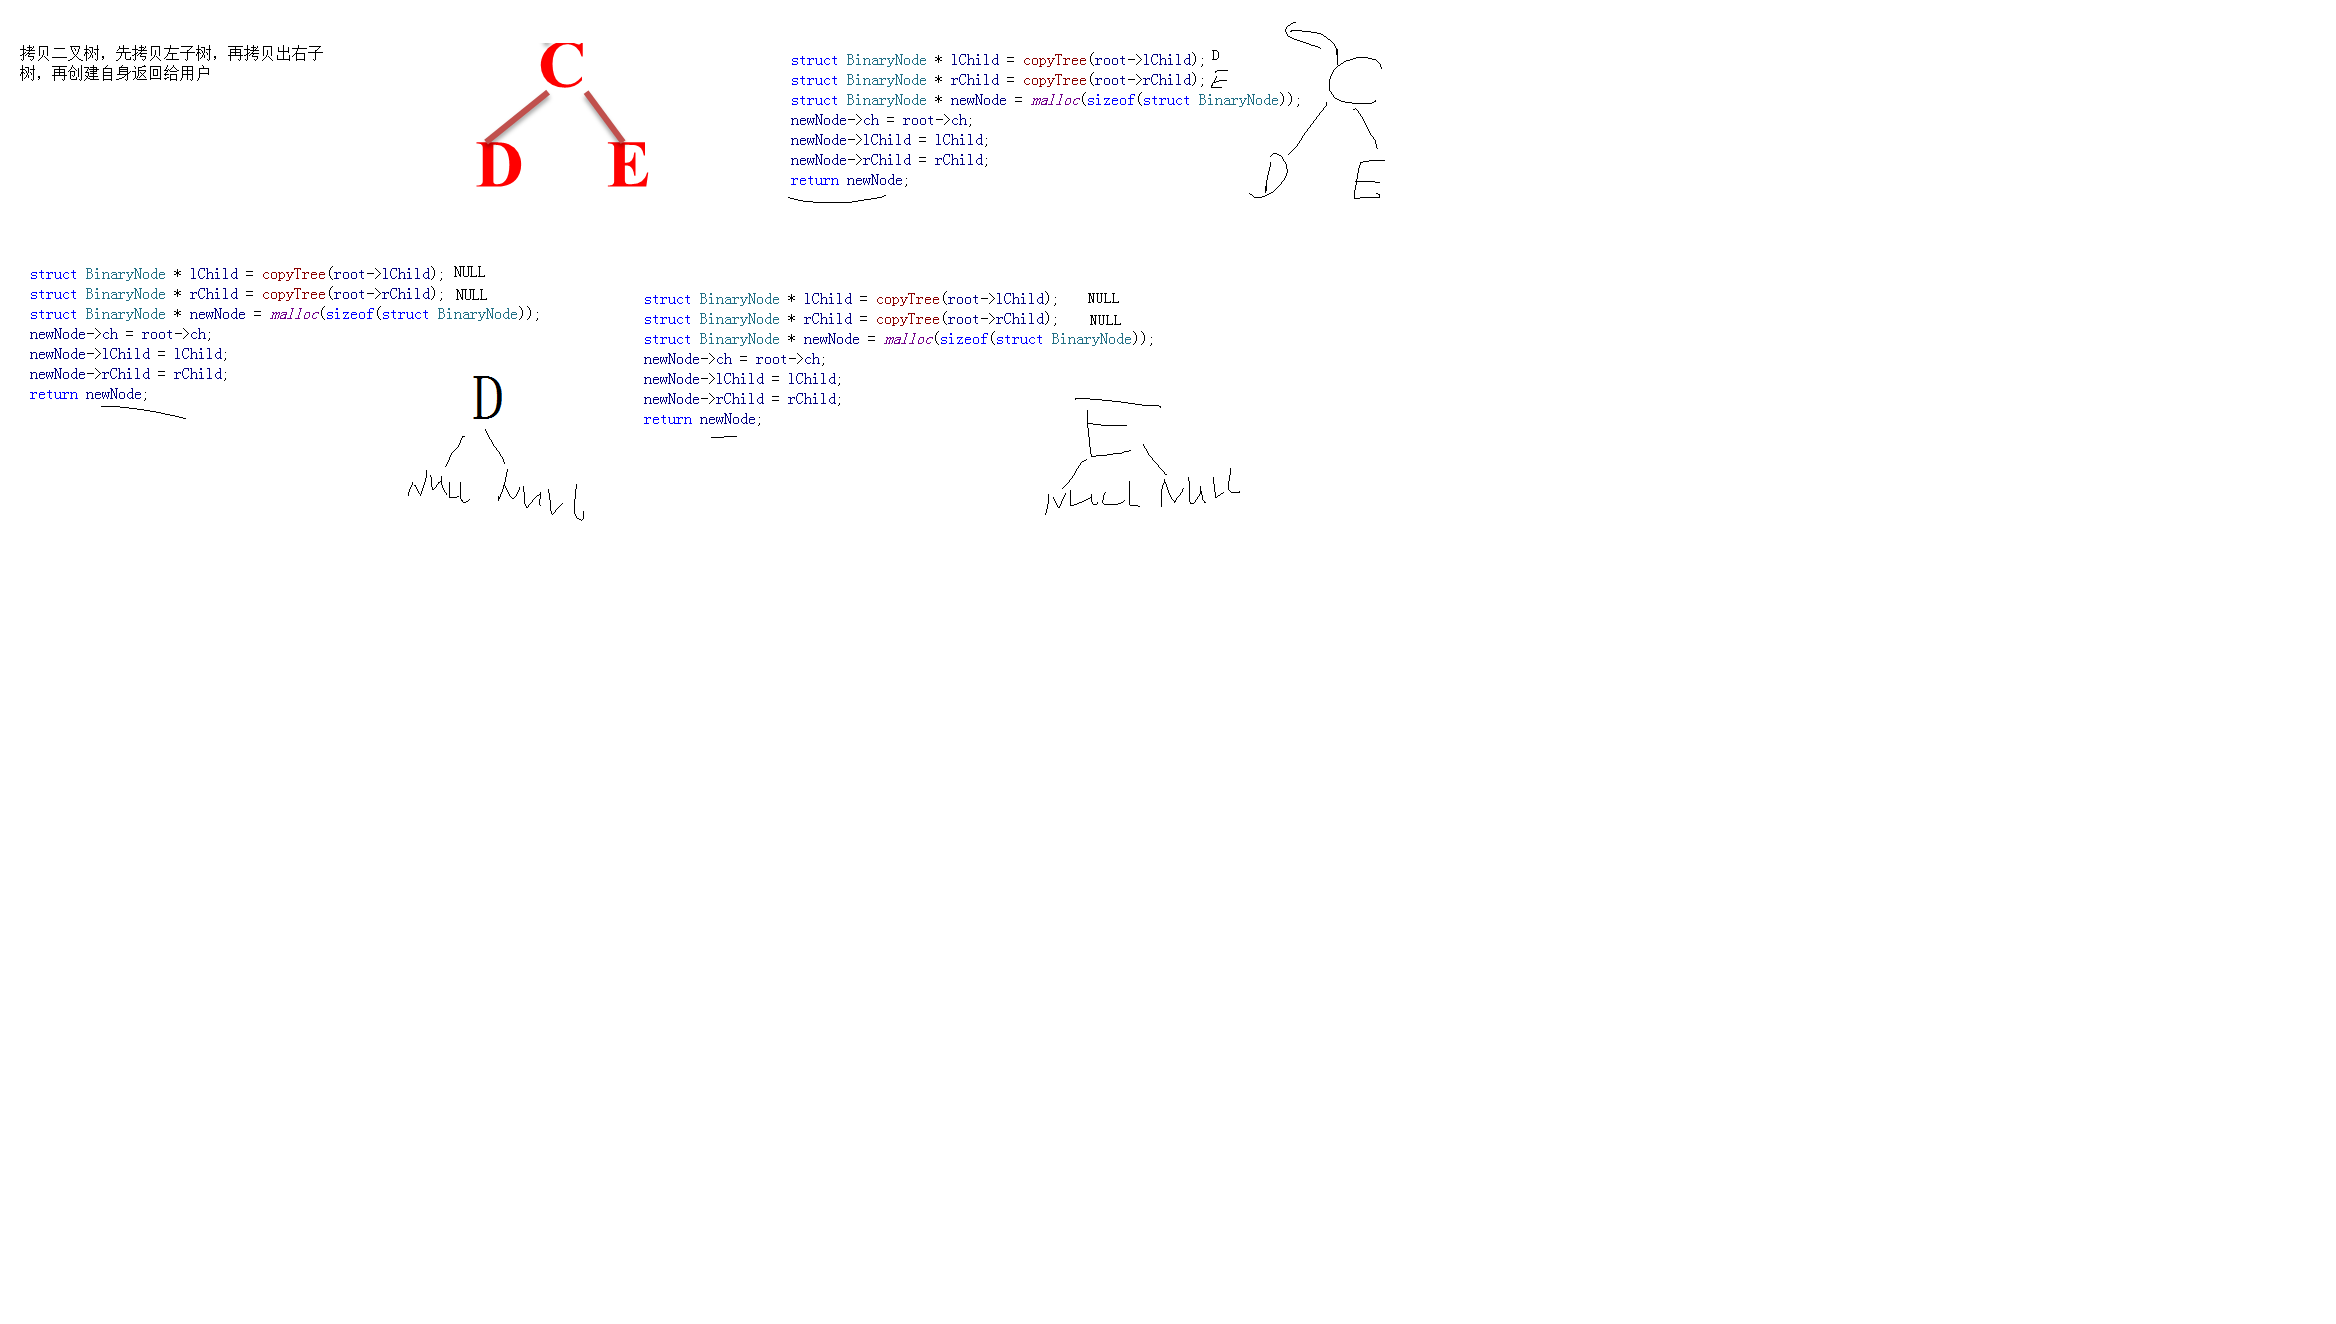 拷贝二叉树，先拷贝左子树，再拷贝出右子
树，再创建自身返回给用户
C
D E
struct BinaryNode * lChild = copyTree(root->lChild); D
struct BinaryNode * rChild = copyTree(root->rChild); E
struct BinaryNode * newNode = malloc(sizeof(struct BinaryNode));
newNode->ch = root->ch;
newNode->lChild = lChild;
newNode->rChild = rChild;
return newNode;
C
D E
struct BinaryNode * lChild = copyTree(root->lChild); NULL
struct BinaryNode * rChild = copyTree(root->rChild); NULL
struct BinaryNode * newNode = malloc(sizeof(struct BinaryNode));
newNode->ch = root->ch;
newNode->lChild = lChild;
newNode->rChild = rChild;
return newNode;
D
NULL NULL
struct BinaryNode * lChild = copyTree(root->lChild); NULL
struct BinaryNode * rChild = copyTree(root->rChild); NULL
struct BinaryNode * newNode = malloc(sizeof(struct BinaryNode));
newNode->ch = root->ch;
newNode->lChild = lChild;
newNode->rChild = rChild;
return newNode;
E
NULL NULL